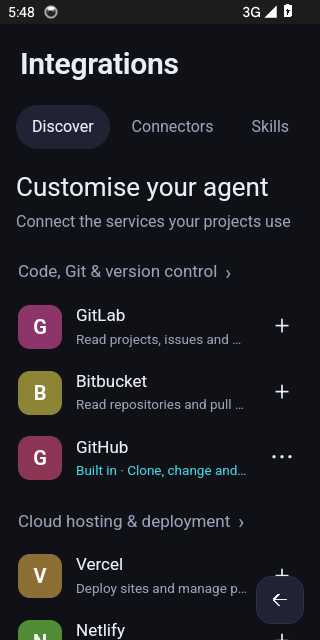 5:48
3G
Integrations
Discover
Connectors
Skills
Customise your agent
Connect the services your projects use
Code, Git & version control ›
G
GitLab
Read projects, issues and ...
+
B
Bitbucket
Read repositories and pull ...
+
G
GitHub
Built in · Clone, change and...
...
Cloud hosting & deployment ›
V
Vercel
Deploy sites and manage p...
+
N
Netlify